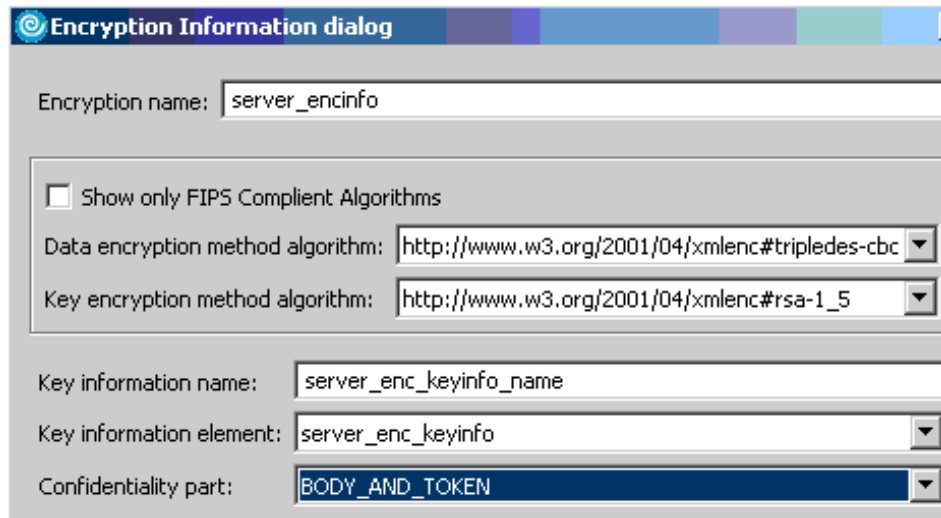 Encryption Information dialog
Encryption name: server_encinfo
Show only FIPS Complient Algorithms
Data encryption method algorithm: http://www.w3.org/2001/04/xmlenc#tripledes-cbc
Key encryption method algorithm: http://www.w3.org/2001/04/xmlenc#rsa-1_5
Key information name: server_enc_keyinfo_name
Key information element: server_enc_keyinfo
Confidentiality part: BODY_AND_TOKEN